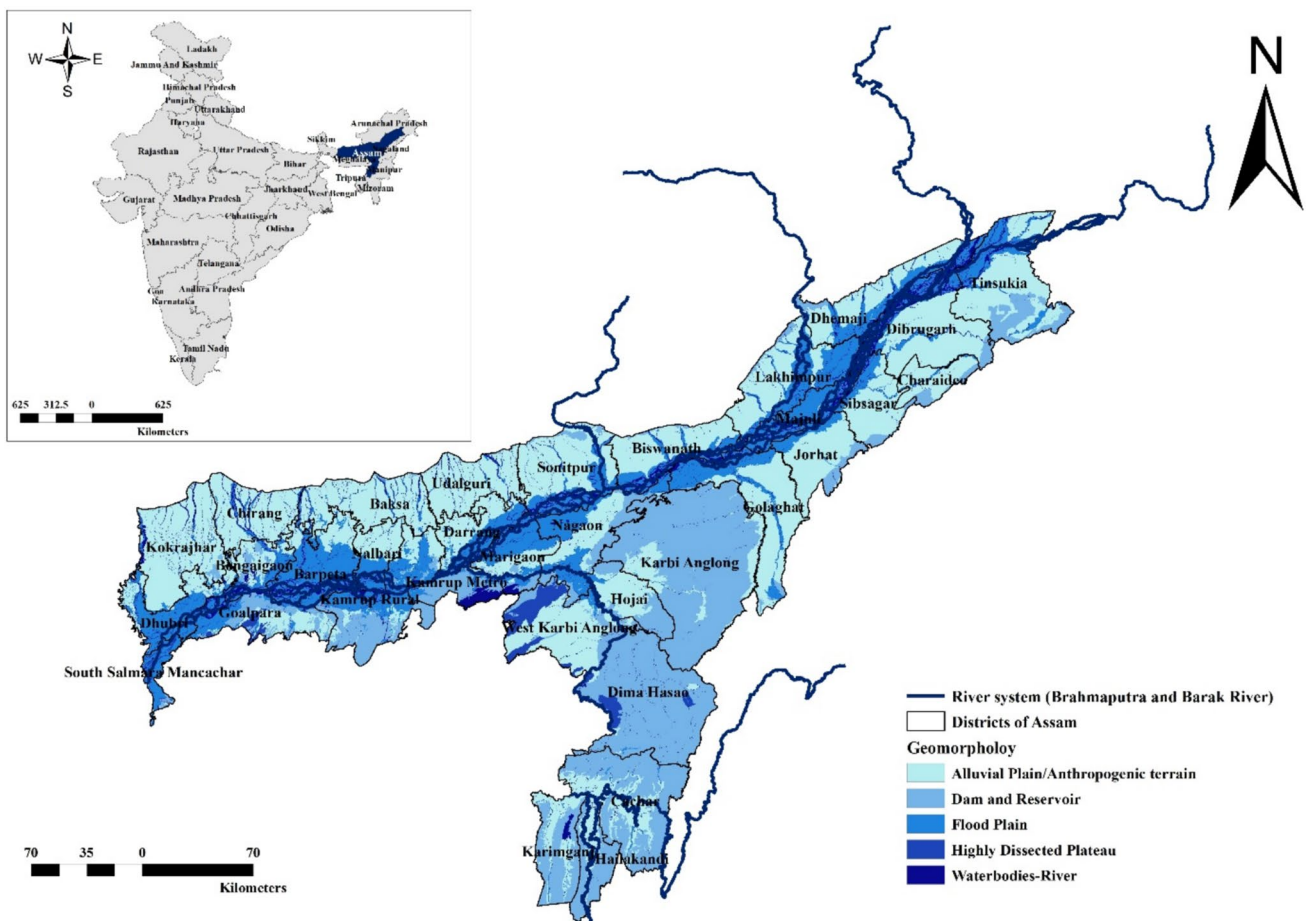 N
W E
S
Ladakh
Jammu And Kashmir
Himachal Pradesh
Punjab
Uttarakhand
Haryana
Arunachal Pradesh
Sikkim
Rajasthan
Uttar Pradesh
Assam
Bihar
Tripura
Jharkhand
West Bengal
Mizoram
Gujarat
Madhya Pradesh
Chhattisgarh
Odisha
Maharashtra
Telangana
Goa
Andhra Pradesh
Karnataka
Tamil Nadu
Kerala
625 312.5 0 625
Kilometers
N
Tinsukia
Dhemaji
Dibrugarh
Lakhimpur
Charaideo
Sibsagar
Majuli
Biswanath
Jorhat
Sonitpur
Udalguri
Baksa
Chirang
Golaghat
Darrang
Nagaon
Kokrajhar
Nalbari
Marigaon
Bongaigaon
Barpeta
Karbi Anglong
Kamrup Metro
Kamrup Rural
Hojai
Goalpara
Dhubri
West Karbi Anglong
South Salmara Mancachar
Dima Hasao
Cachar
Karimganj
Hailakandi
River system (Brahmaputra and Barak River)
Districts of Assam
Geomorpholoy
Alluvial Plain/Anthropogenic terrain
Dam and Reservoir
Flood Plain
Highly Dissected Plateau
Waterbodies-River
70 35 0 70
Kilometers